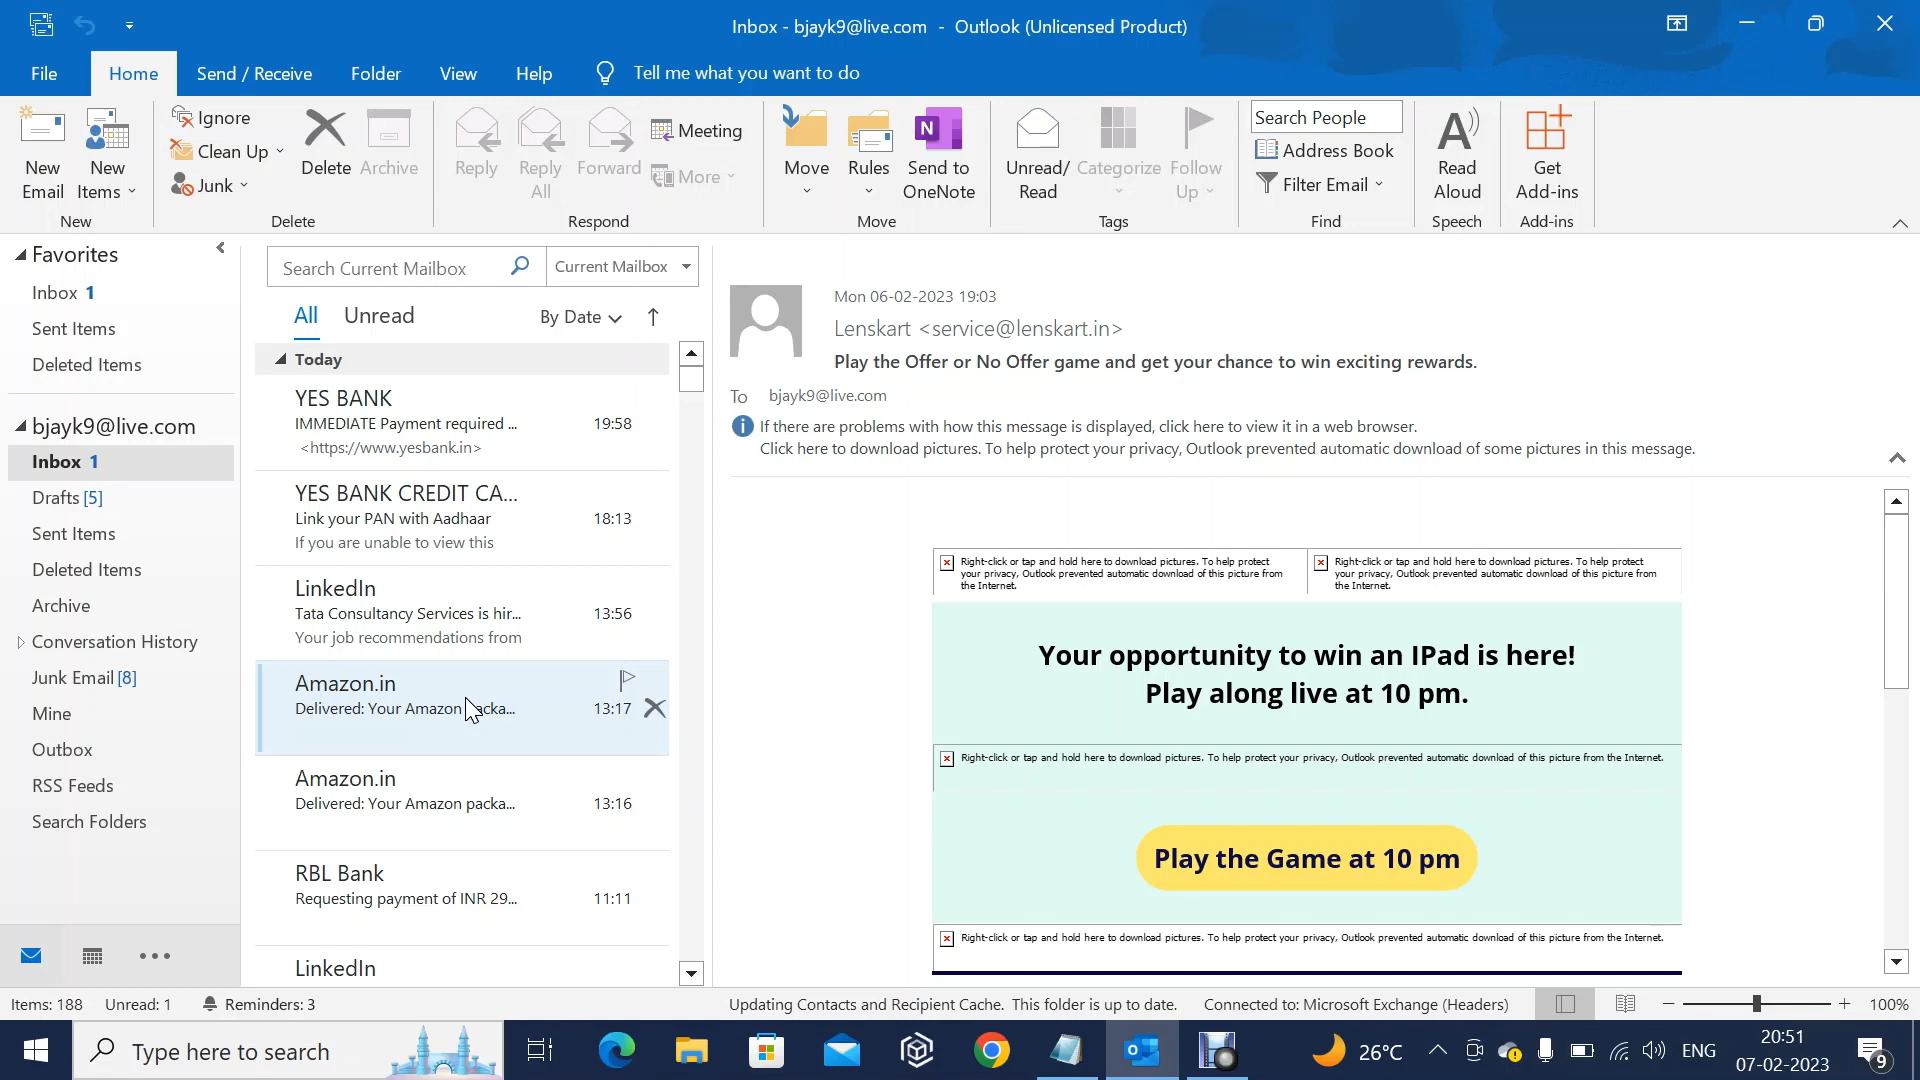 Inbox - bjayk9@live.com - Outlook (Unlicensed Product)
File
Home
Send / Receive
Folder
View
Help
Tell me what you want to do
New
Email
New
Items
New
Ignore
Clean Up
Junk
Delete
Archive
Delete
Reply
Reply
All
Forward
Meeting
More
Respond
Move
Rules
Send to
OneNote
Move
Unread/
Read
Categorize
Follow
Up
Tags
Search People
Address Book
Filter Email
Find
Read
Aloud
Speech
Get
Add-ins
Add-ins
Favorites
Inbox 1
Sent Items
Deleted Items
bjayk9@live.com
Inbox 1
Drafts [5]
Sent Items
Deleted Items
Archive
Conversation History
Junk Email [8]
Mine
Outbox
RSS Feeds
Search Folders
Search Current Mailbox
Current Mailbox
All
Unread
By Date
Today
YES BANK
IMMEDIATE Payment required ...
19:58
<https://www.yesbank.in>
YES BANK CREDIT CA...
Link your PAN with Aadhaar
18:13
If you are unable to view this
LinkedIn
Tata Consultancy Services is hir...
13:56
Your job recommendations from
Amazon.in
Delivered: Your Amazon packa...
13:17
Amazon.in
Delivered: Your Amazon packa...
13:16
RBL Bank
Requesting payment of INR 29...
11:11
LinkedIn
Mon 06-02-2023 19:03
Lenskart <service@lenskart.in>
Play the Offer or No Offer game and get your chance to win exciting rewards.
To bjayk9@live.com
If there are problems with how this message is displayed, click here to view it in a web browser.
Click here to download pictures. To help protect your privacy, Outlook prevented automatic download of some pictures in this message.
Right-click or tap and hold here to download pictures. To help protect
your privacy, Outlook prevented automatic download of this picture from
the Internet.
Right-click or tap and hold here to download pictures. To help protect
your privacy, Outlook prevented automatic download of this picture from
the Internet.
Your opportunity to win an IPad is here!
Play along live at 10 pm.
Right-click or tap and hold here to download pictures. To help protect your privacy, Outlook prevented automatic download of this picture from the Internet.
Play the Game at 10 pm
Right-click or tap and hold here to download pictures. To help protect your privacy, Outlook prevented automatic download of this picture from the Internet.
Items: 188
Unread: 1
Reminders: 3
Updating Contacts and Recipient Cache.
This folder is up to date.
Connected to: Microsoft Exchange (Headers)
100%
Type here to search
26°C
ENG
20:51
07-02-2023
9